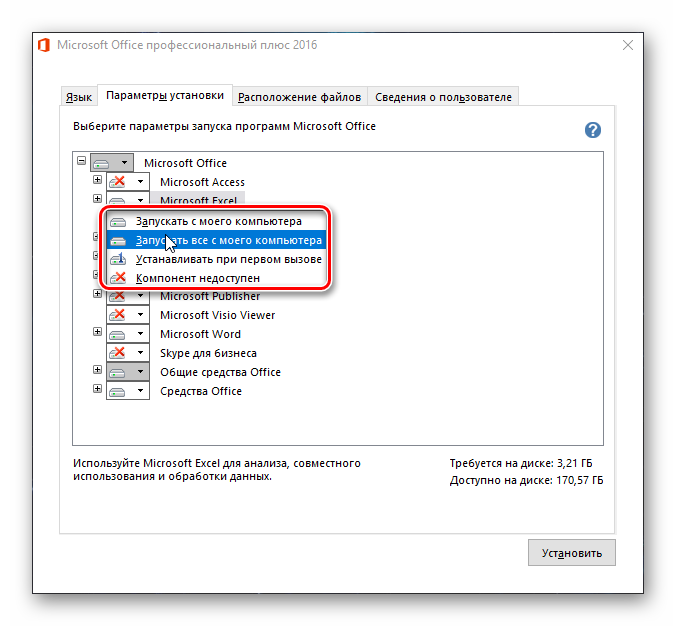 Microsoft Office профессиональный плюс 2016
Язык Параметры установки Расположение файлов Сведения о пользователе
Выберите параметры запуска программ Microsoft Office
?
Microsoft Office
Microsoft Access
Microsoft Excel
Запускать с моего компьютера
Запускать все с моего компьютера
1 Устанавливать при первом вызове
Компонент недоступен
Microsoft Publisher
Microsoft Visio Viewer
Microsoft Word
Skype для бизнеса
Общие средства Office
Средства Office
Используйте Microsoft Excel для анализа, совместного
использования и обработки данных.
Требуется на диске: 3,21 ГБ
Доступно на диске: 170,57 ГБ
Установить